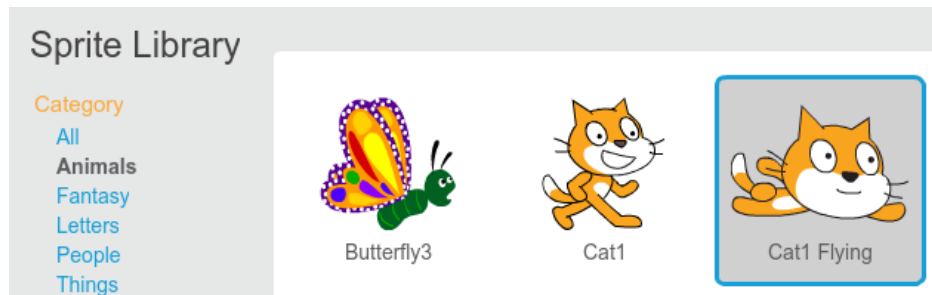 Sprite Library
Category
All
Animals
Fantasy
Letters
People
Things
Butterfly3
Cat1
Cat1 Flying